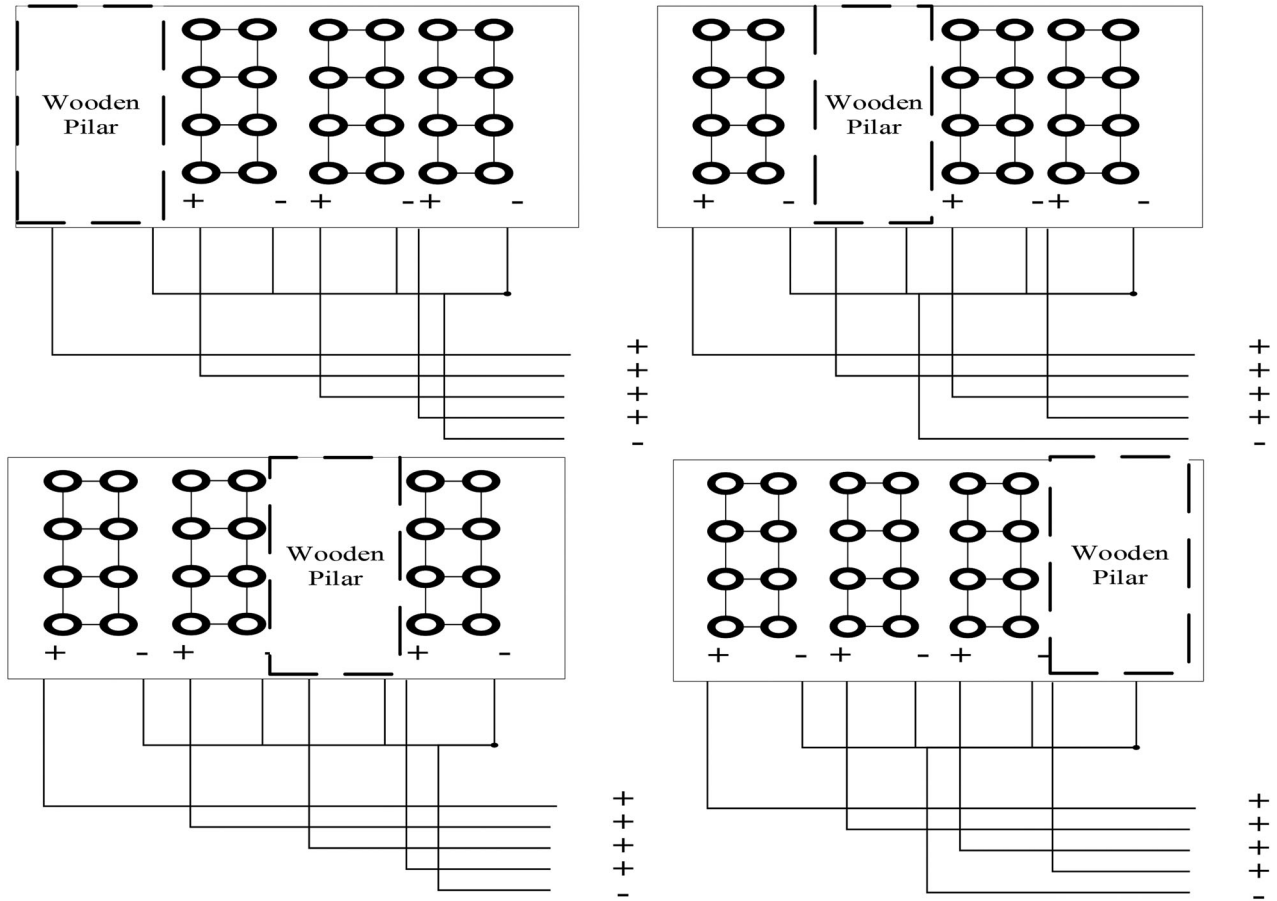 Wooden
Pilar
+ - + - + -
+
+
+
+
-
Wooden
Pilar
+ - + - + -
+
+
+
+
-
Wooden
Pilar
+ - + - + -
+
+
+
+
-
Wooden
Pilar
+ - + - + -
+
+
+
+
-